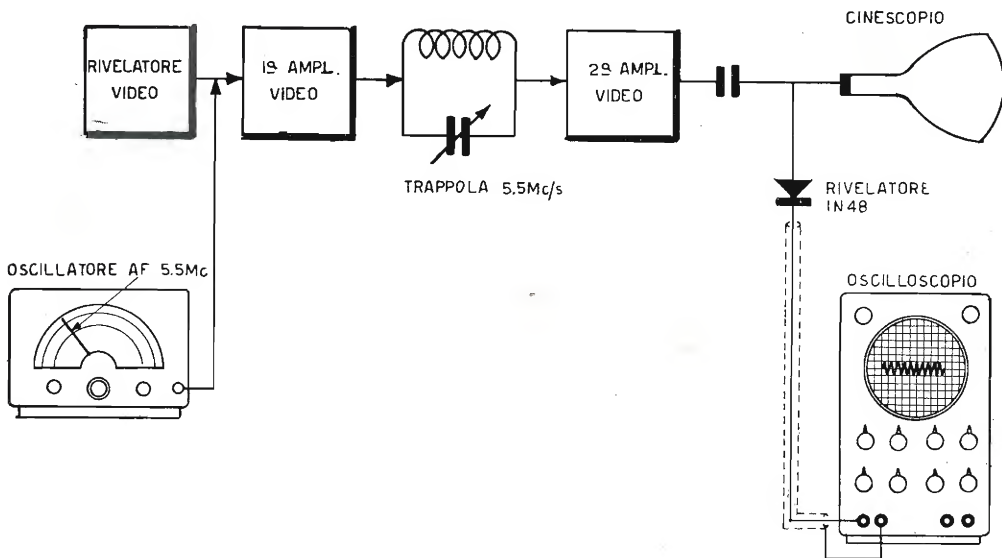 CINESCOPIO
RIVELATORE
VIDEO
1º AMPL.
VIDEO
2º AMPL.
VIDEO
TRAPPOLA 5.5Mc/s
RIVELATORE
IN48
OSCILLATORE AF 5.5Mc
OSCILLOSCOPIO